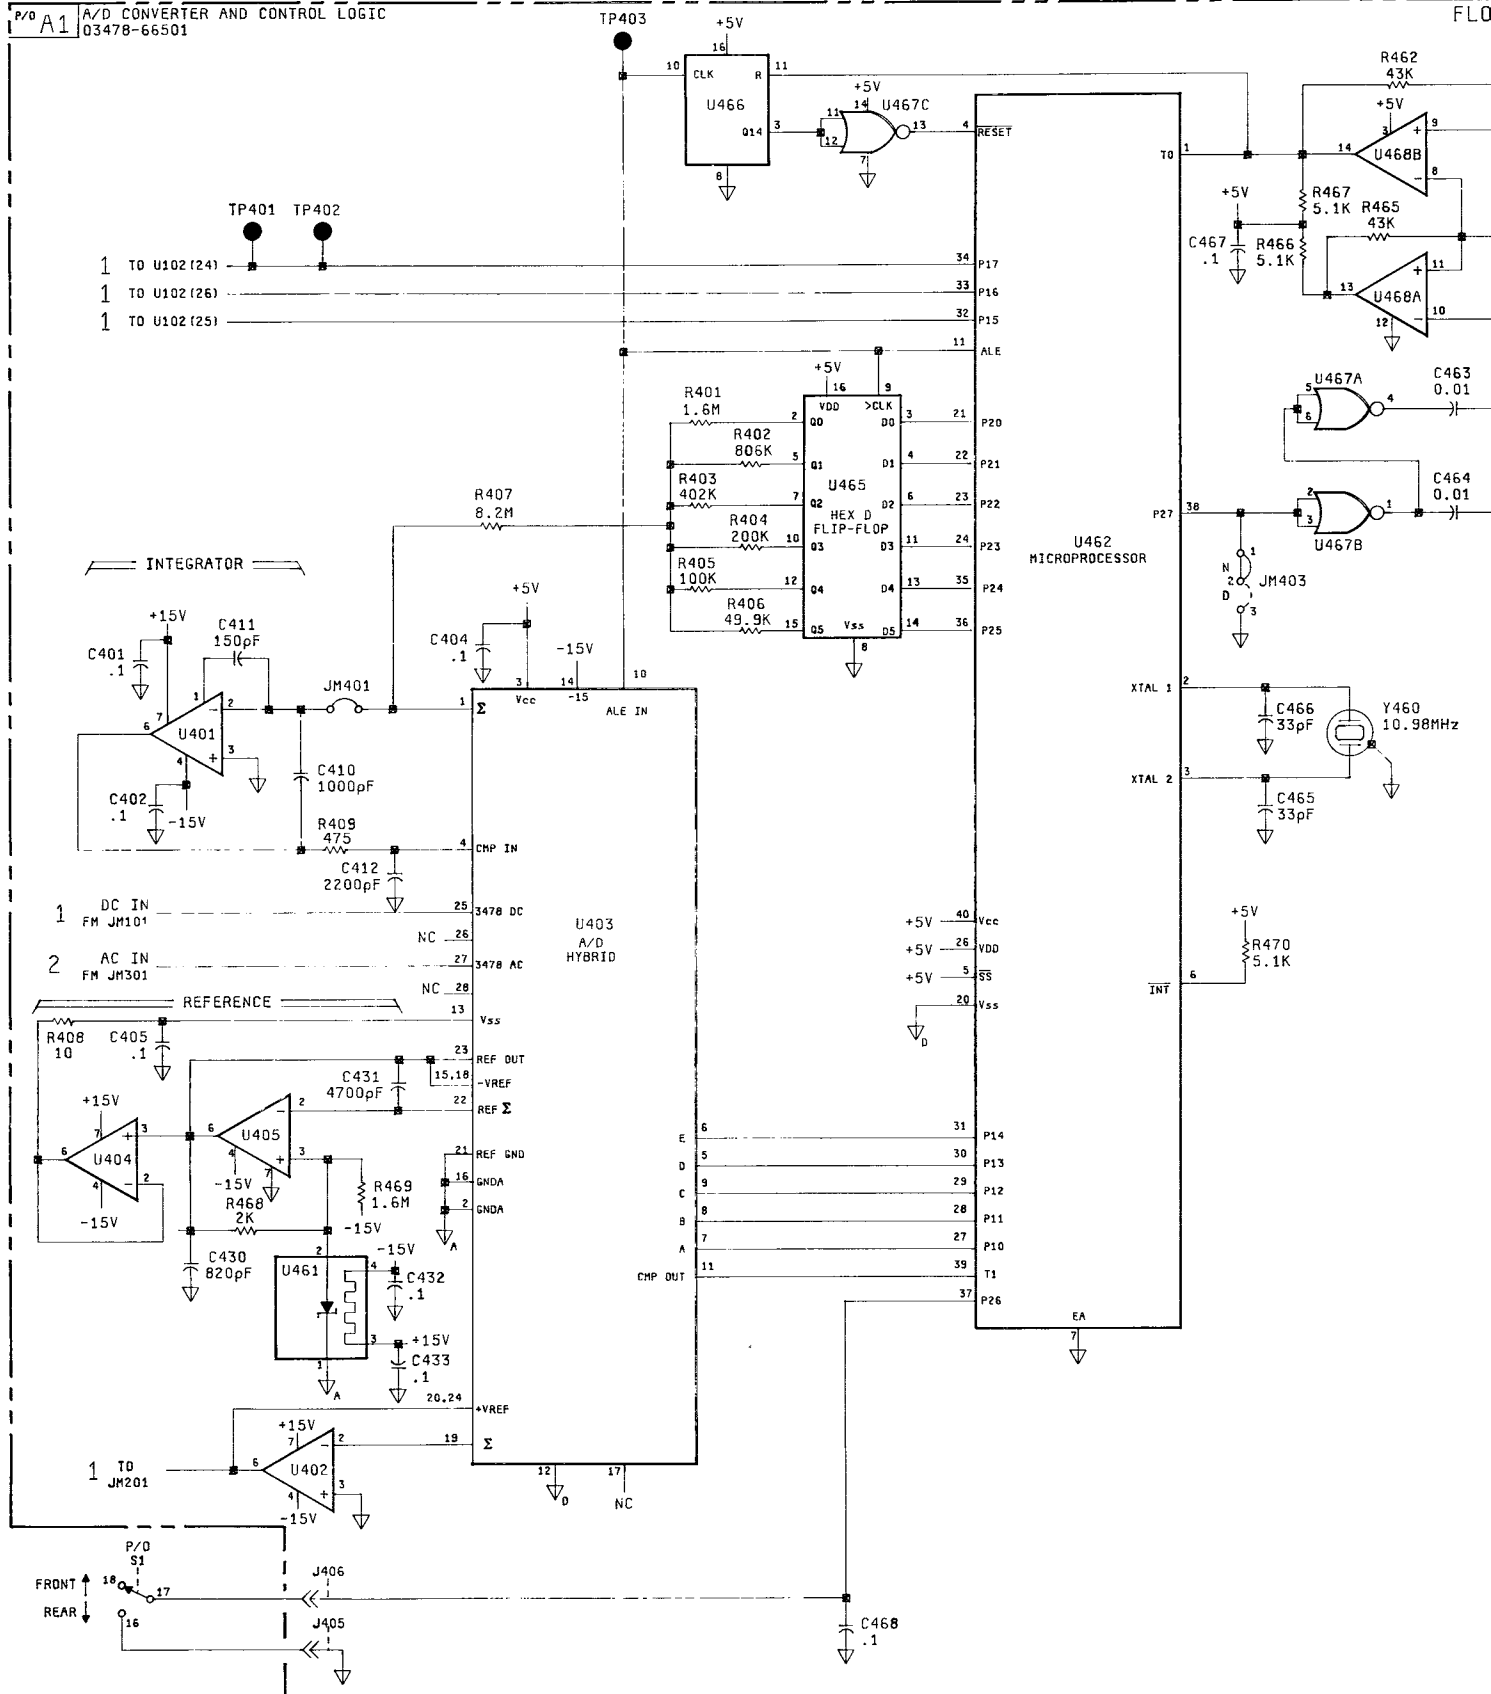 P/O A1 A/D CONVERTER AND CONTROL LOGIC
03478-66501
FLO
TP403
+5V
16
10 CLK R 11
U466
Q14 3
8
+5V
14 U467C
11
12
13
7
4 RESET
T0 1
R462
43K
+5V
3
9
+
14 U468B
8
-
+5V
R467
5.1K
R465
43K
C467
.1
R466
5.1K
11
+
13 U468A
10
-
12
TP401 TP402
1 TO U102(24) 34 P17
1 TO U102(26) 33 P16
1 TO U102(25) 32 P15
11 ALE
+5V
16 9
VDD >CLK
R401
1.6M
2 Q0 D0 3 21 P20
R402
806K
5 Q1 D1 4 22 P21
R403
402K
U465
7 Q2 D2 6 23 P22
HEX D
FLIP-FLOP
R404
200K
10 Q3 D3 11 24 P23
R405
100K
12 Q4 D4 13 35 P24
R406
49.9K
15 Q5 Vss D5 14 36 P25
8
R407
8.2M
U462
MICROPROCESSOR
U467A
5
6
4
C463
0.01
C464
0.01
P27 38
2
3
1
U467B
N
D
1
2
3
JM403
INTEGRATOR
+15V
C411
150pF
C401
.1
7
1
2
-
6 U401
3
+
4
C402
.1
-15V
JM401
C410
1000pF
R409
475
C412
2200pF
+5V
C404
.1
-15V
3 14 10
Vcc -15
ALE IN
1 Σ
4 CMP IN
XTAL 1 2
C466
33pF
Y460
10.98MHz
XTAL 2 3
C465
33pF
1 DC IN
FM JM101
25 3478 DC
NC 26
2 AC IN
FM JM301
27 3478 AC
NC 28
U403
A/D
HYBRID
+5V 40 Vcc
+5V 26 VDD
+5V 5 SS
20 Vss
D
+5V
R470
5.1K
INT 6
REFERENCE
R408
10
C405
.1
13 Vss
23 REF OUT
15,18 -VREF
C431
4700pF
22 REF Σ
+15V
7
+ 3
6 U404
- 2
4
-15V
2
-
6 U405
4
-15V
+ 3
7
R469
1.6M
-15V
R468
2K
C430
820pF
21 REF GND
16 GNDA
2 GNDA
A
E 6 31 P14
D 5 30 P13
C 9 29 P12
B 8 28 P11
A 7 27 P10
CMP OUT 11 39 T1
37 P26
EA
7
2
U461
4
-15V
C432
.1
3
+15V
C433
.1
1
A
20,24 +VREF
19 Σ
+15V
7
- 2
6 U402
+ 3
4
-15V
1 TO
JM201
12
D
17
NC
P/O
S1
FRONT
REAR
18
17
16
J406
J405
C468
.1